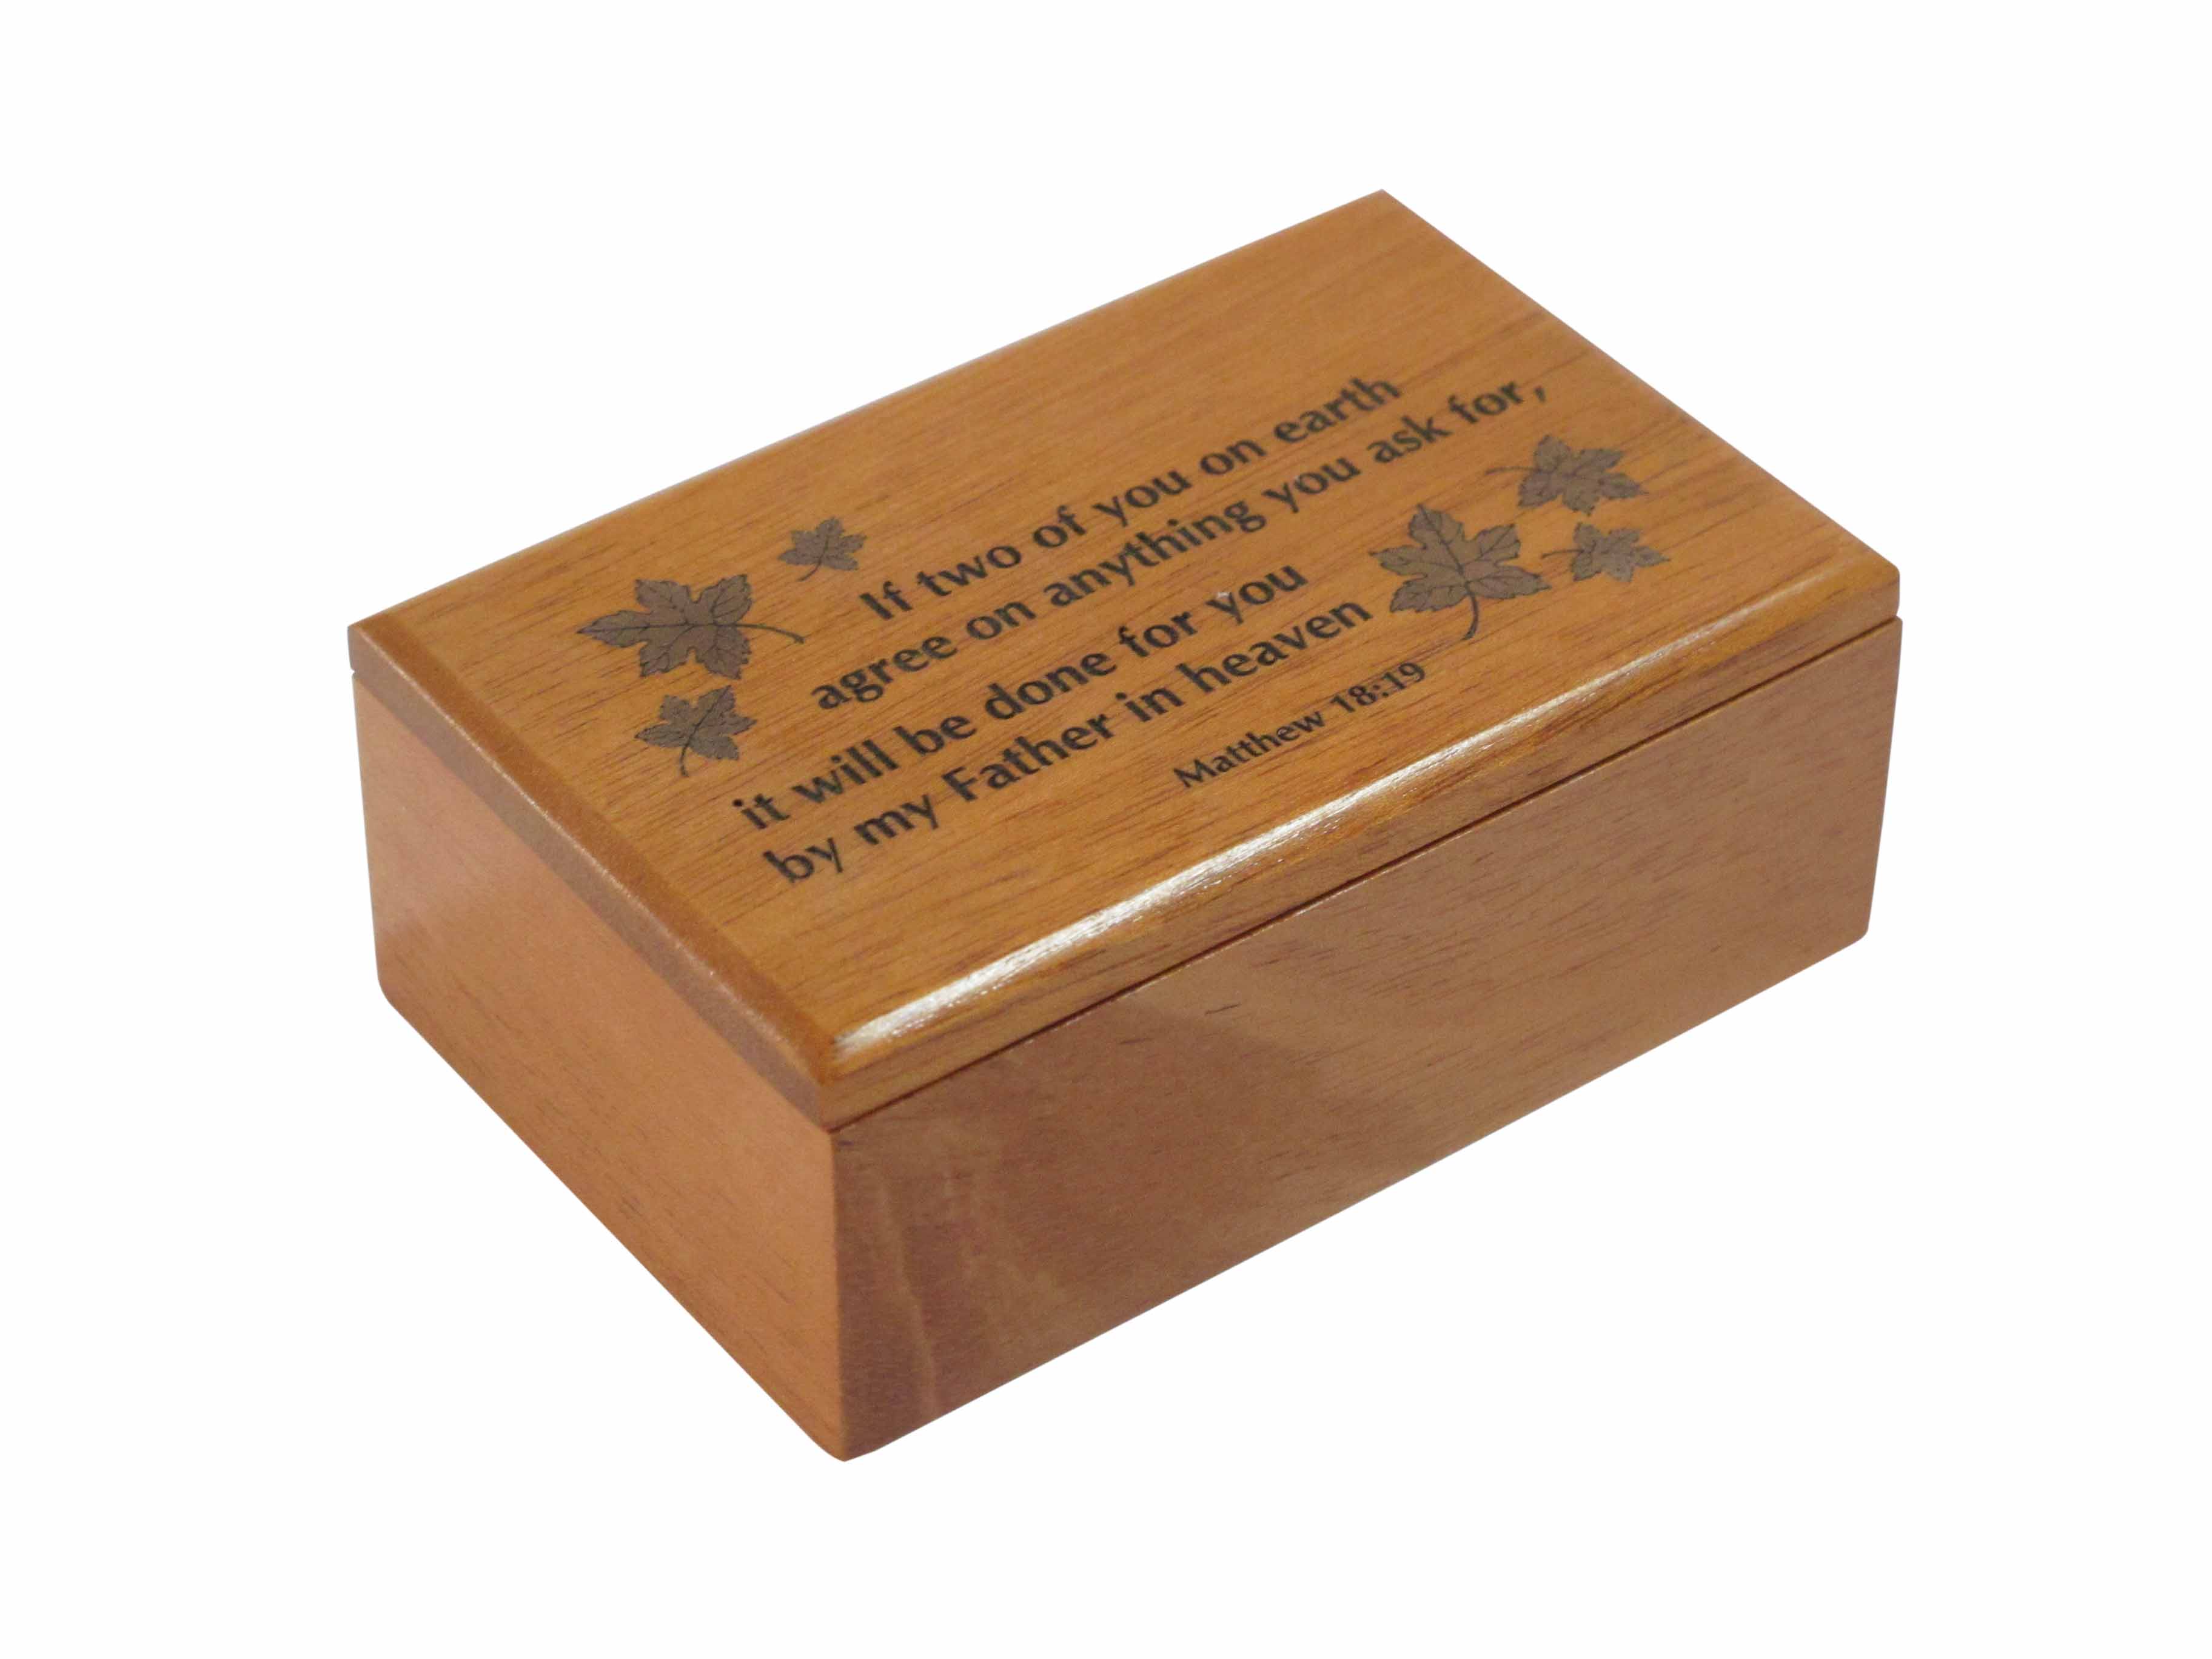 If two of you on earth
agree on anything you ask for,
it will be done for you
by my Father in heaven
Matthew 18:19